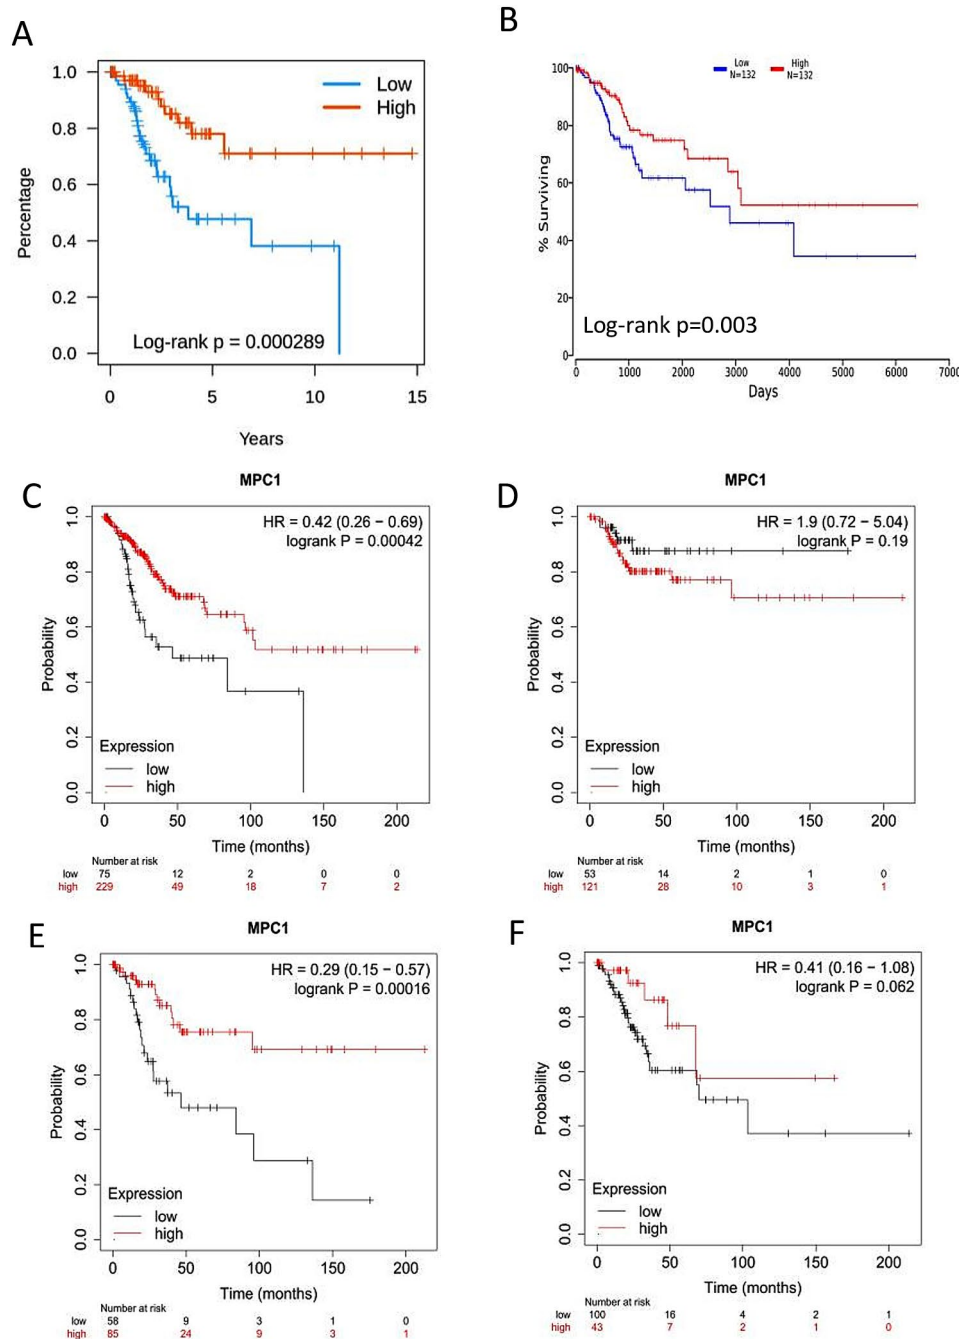 A
Low
High
Percentage
1.0
0.8
0.6
0.4
0.2
0.0
Log-rank p = 0.000289
0 5 10 15
Years
B
Low
N=132
High
N=132
% Surviving
100
80
60
40
20
0
Log-rank p=0.003
0 1000 2000 3000 4000 5000 6000 7000
Days
C
MPC1
HR = 0.42 (0.26 − 0.69)
logrank P = 0.00042
Probability
1.0
0.8
0.6
0.4
0.2
0.0
Expression
low
high
0 50 100 150 200
Time (months)
Number at risk
low 75 12 2 0 0
high 229 49 18 7 2
D
MPC1
HR = 1.9 (0.72 − 5.04)
logrank P = 0.19
Probability
1.0
0.8
0.6
0.4
0.2
0.0
Expression
low
high
0 50 100 150 200
Time (months)
Number at risk
low 53 14 2 1 0
high 121 28 10 3 1
E
MPC1
HR = 0.29 (0.15 − 0.57)
logrank P = 0.00016
Probability
1.0
0.8
0.6
0.4
0.2
0.0
Expression
low
high
0 50 100 150 200
Time (months)
Number at risk
low 58 9 3 1 0
high 85 24 9 3 1
F
MPC1
HR = 0.41 (0.16 − 1.08)
logrank P = 0.062
Probability
1.0
0.8
0.6
0.4
0.2
0.0
Expression
low
high
0 50 100 150 200
Time (months)
Number at risk
low 100 16 4 2 1
high 43 7 2 1 0